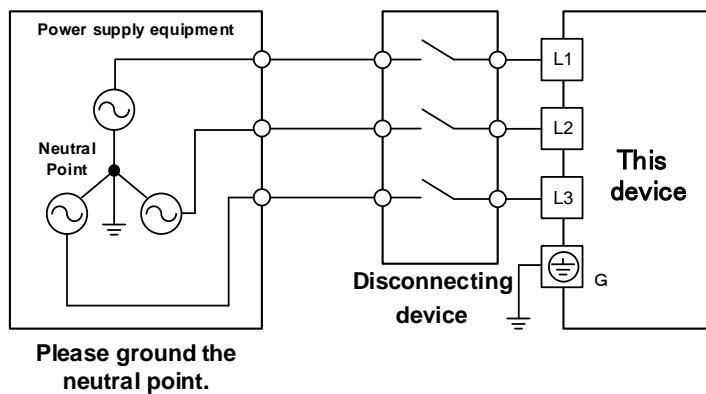 Power supply equipment
Neutral
Point
L1
L2
L3
G
This
device
Disconnecting
device
Please ground the
neutral point.